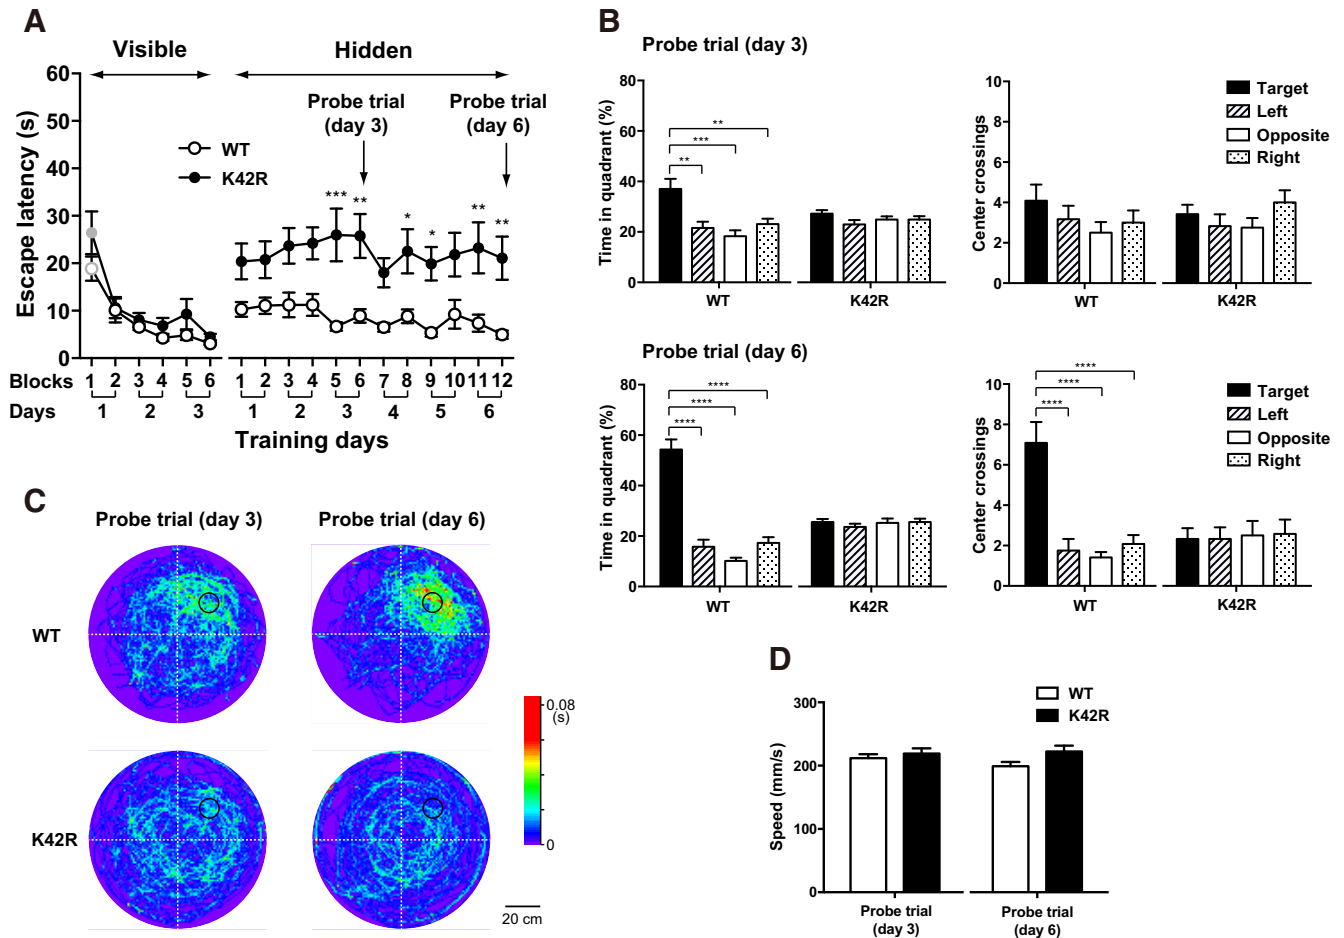 A
Visible
Hidden
Probe trial
(day 3)
Probe trial
(day 6)
WT
K42R
Escape latency (s)
60
50
40
30
20
10
0
*** ** * * ** **
Blocks 1 2 3 4 5 6 1 2 3 4 5 6 7 8 9 10 11 12
Days 1 2 3 1 2 3 4 5 6
Training days
B
Probe trial (day 3)
Time in quadrant (%)
80
60
40
20
0
**
***
**
WT K42R
Center crossings
10
8
6
4
2
0
WT K42R
Target
Left
Opposite
Right
Probe trial (day 6)
Time in quadrant (%)
80
60
40
20
0
****
****
****
WT K42R
Center crossings
10
8
6
4
2
0
****
****
****
WT K42R
Target
Left
Opposite
Right
C
Probe trial (day 3) Probe trial (day 6)
WT
K42R
0.08
(s)
0
20 cm
D
WT
K42R
Speed (mm/s)
300
200
100
0
Probe trial
(day 3)
Probe trial
(day 6)